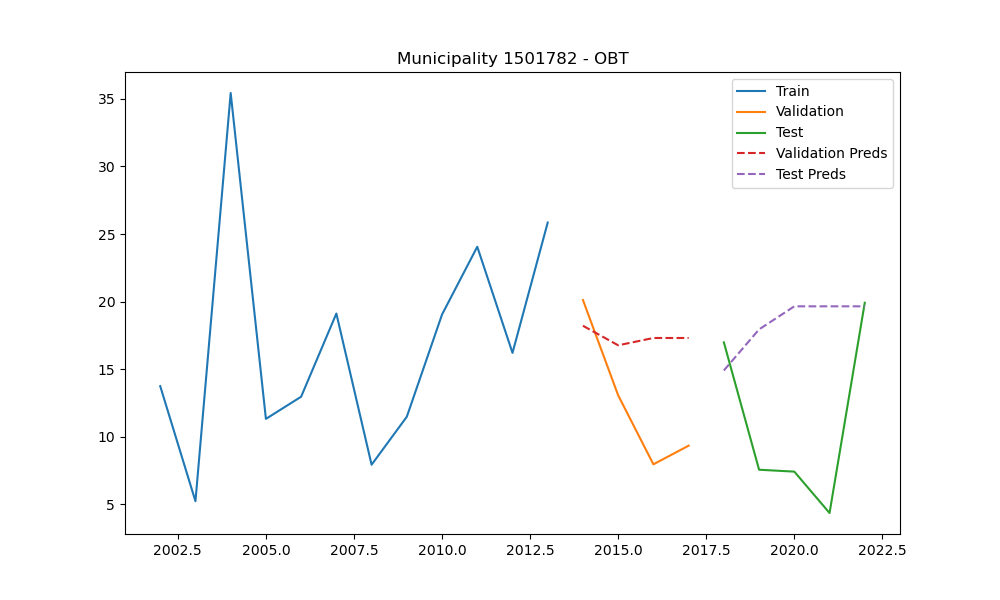 Municipality 1501782 - OBT
Train
Validation
Test
Validation Preds
Test Preds
35
30
25
20
15
10
5
2002.5 2005.0 2007.5 2010.0 2012.5 2015.0 2017.5 2020.0 2022.5